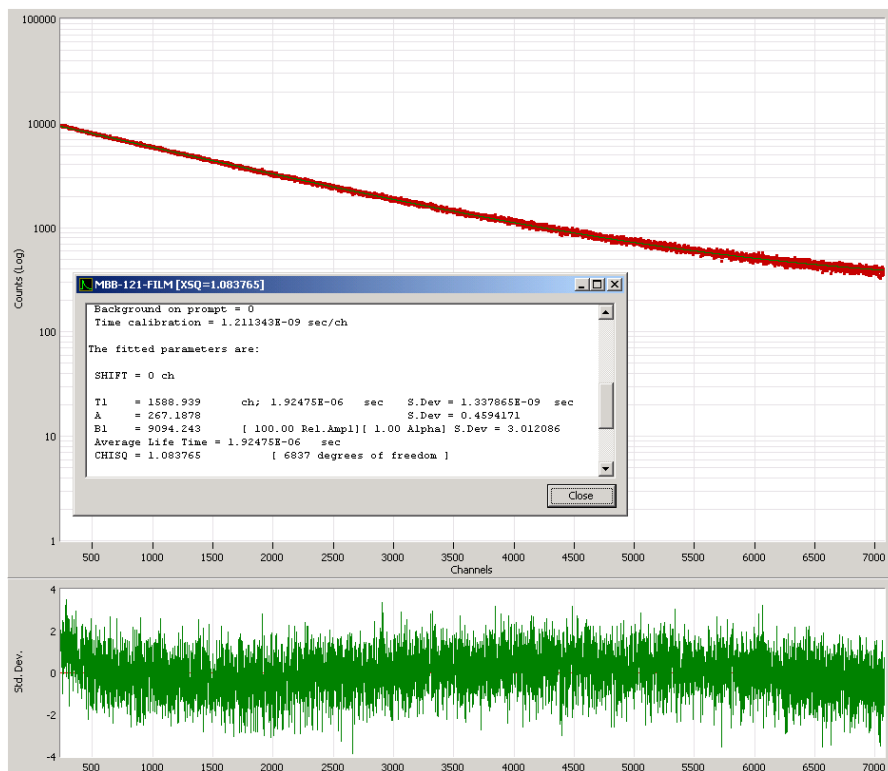 100000
10000
1000
100
10
1
Counts (Log)
MBB-121-FILM [XSQ=1.083765]
Background on prompt = 0
Time calibration = 1.211343E-09 sec/ch
The fitted parameters are:
SHIFT = 0 ch
T1 = 1588.939 ch; 1.92475E-06 sec S.Dev = 1.337865E-09 sec
A = 267.1878 S.Dev = 0.4594171
B1 = 9094.243 [ 100.00 Rel.Ampl][ 1.00 Alpha] S.Dev = 3.012086
Average Life Time = 1.92475E-06 sec
CHISQ = 1.083765 [ 6837 degrees of freedom ]
Close
500 1000 1500 2000 2500 3000 3500 4000 4500 5000 5500 6000 6500 7000
Channels
4
2
0
-2
-4
Std. Dev.
500 1000 1500 2000 2500 3000 3500 4000 4500 5000 5500 6000 6500 7000